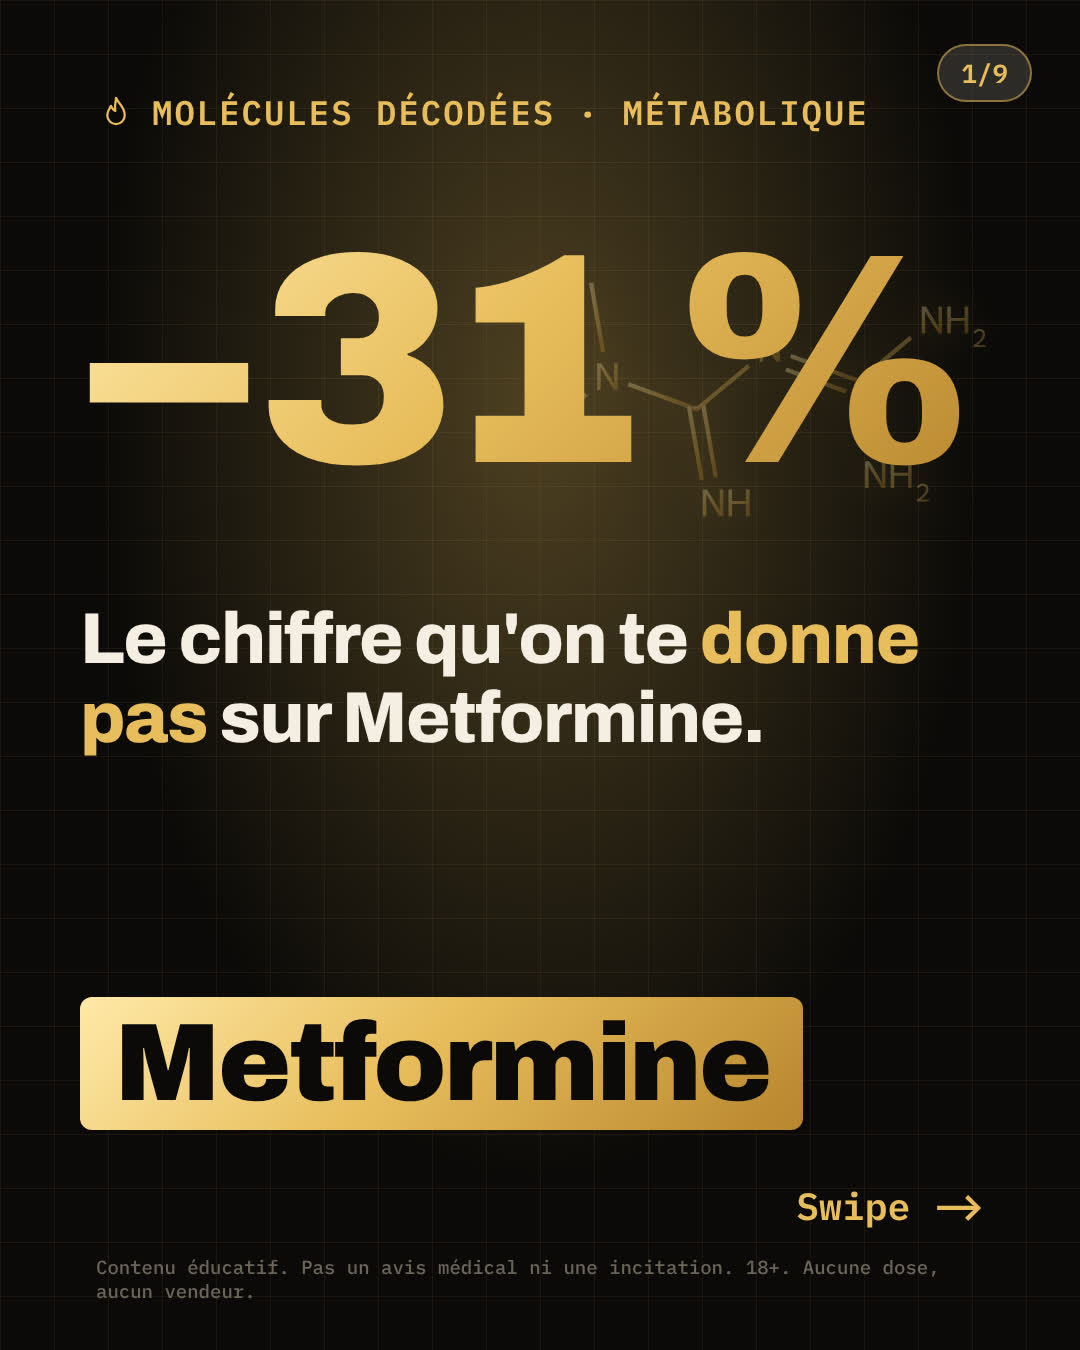 1/9
MOLÉCULES DÉCODÉES · MÉTABOLIQUE
–31%
N
N
NH2
NH
NH2
Le chiffre qu'on te donne
pas sur Metformine.
Metformine
Swipe →
Contenu éducatif. Pas un avis médical ni une incitation. 18+. Aucune dose,
aucun vendeur.